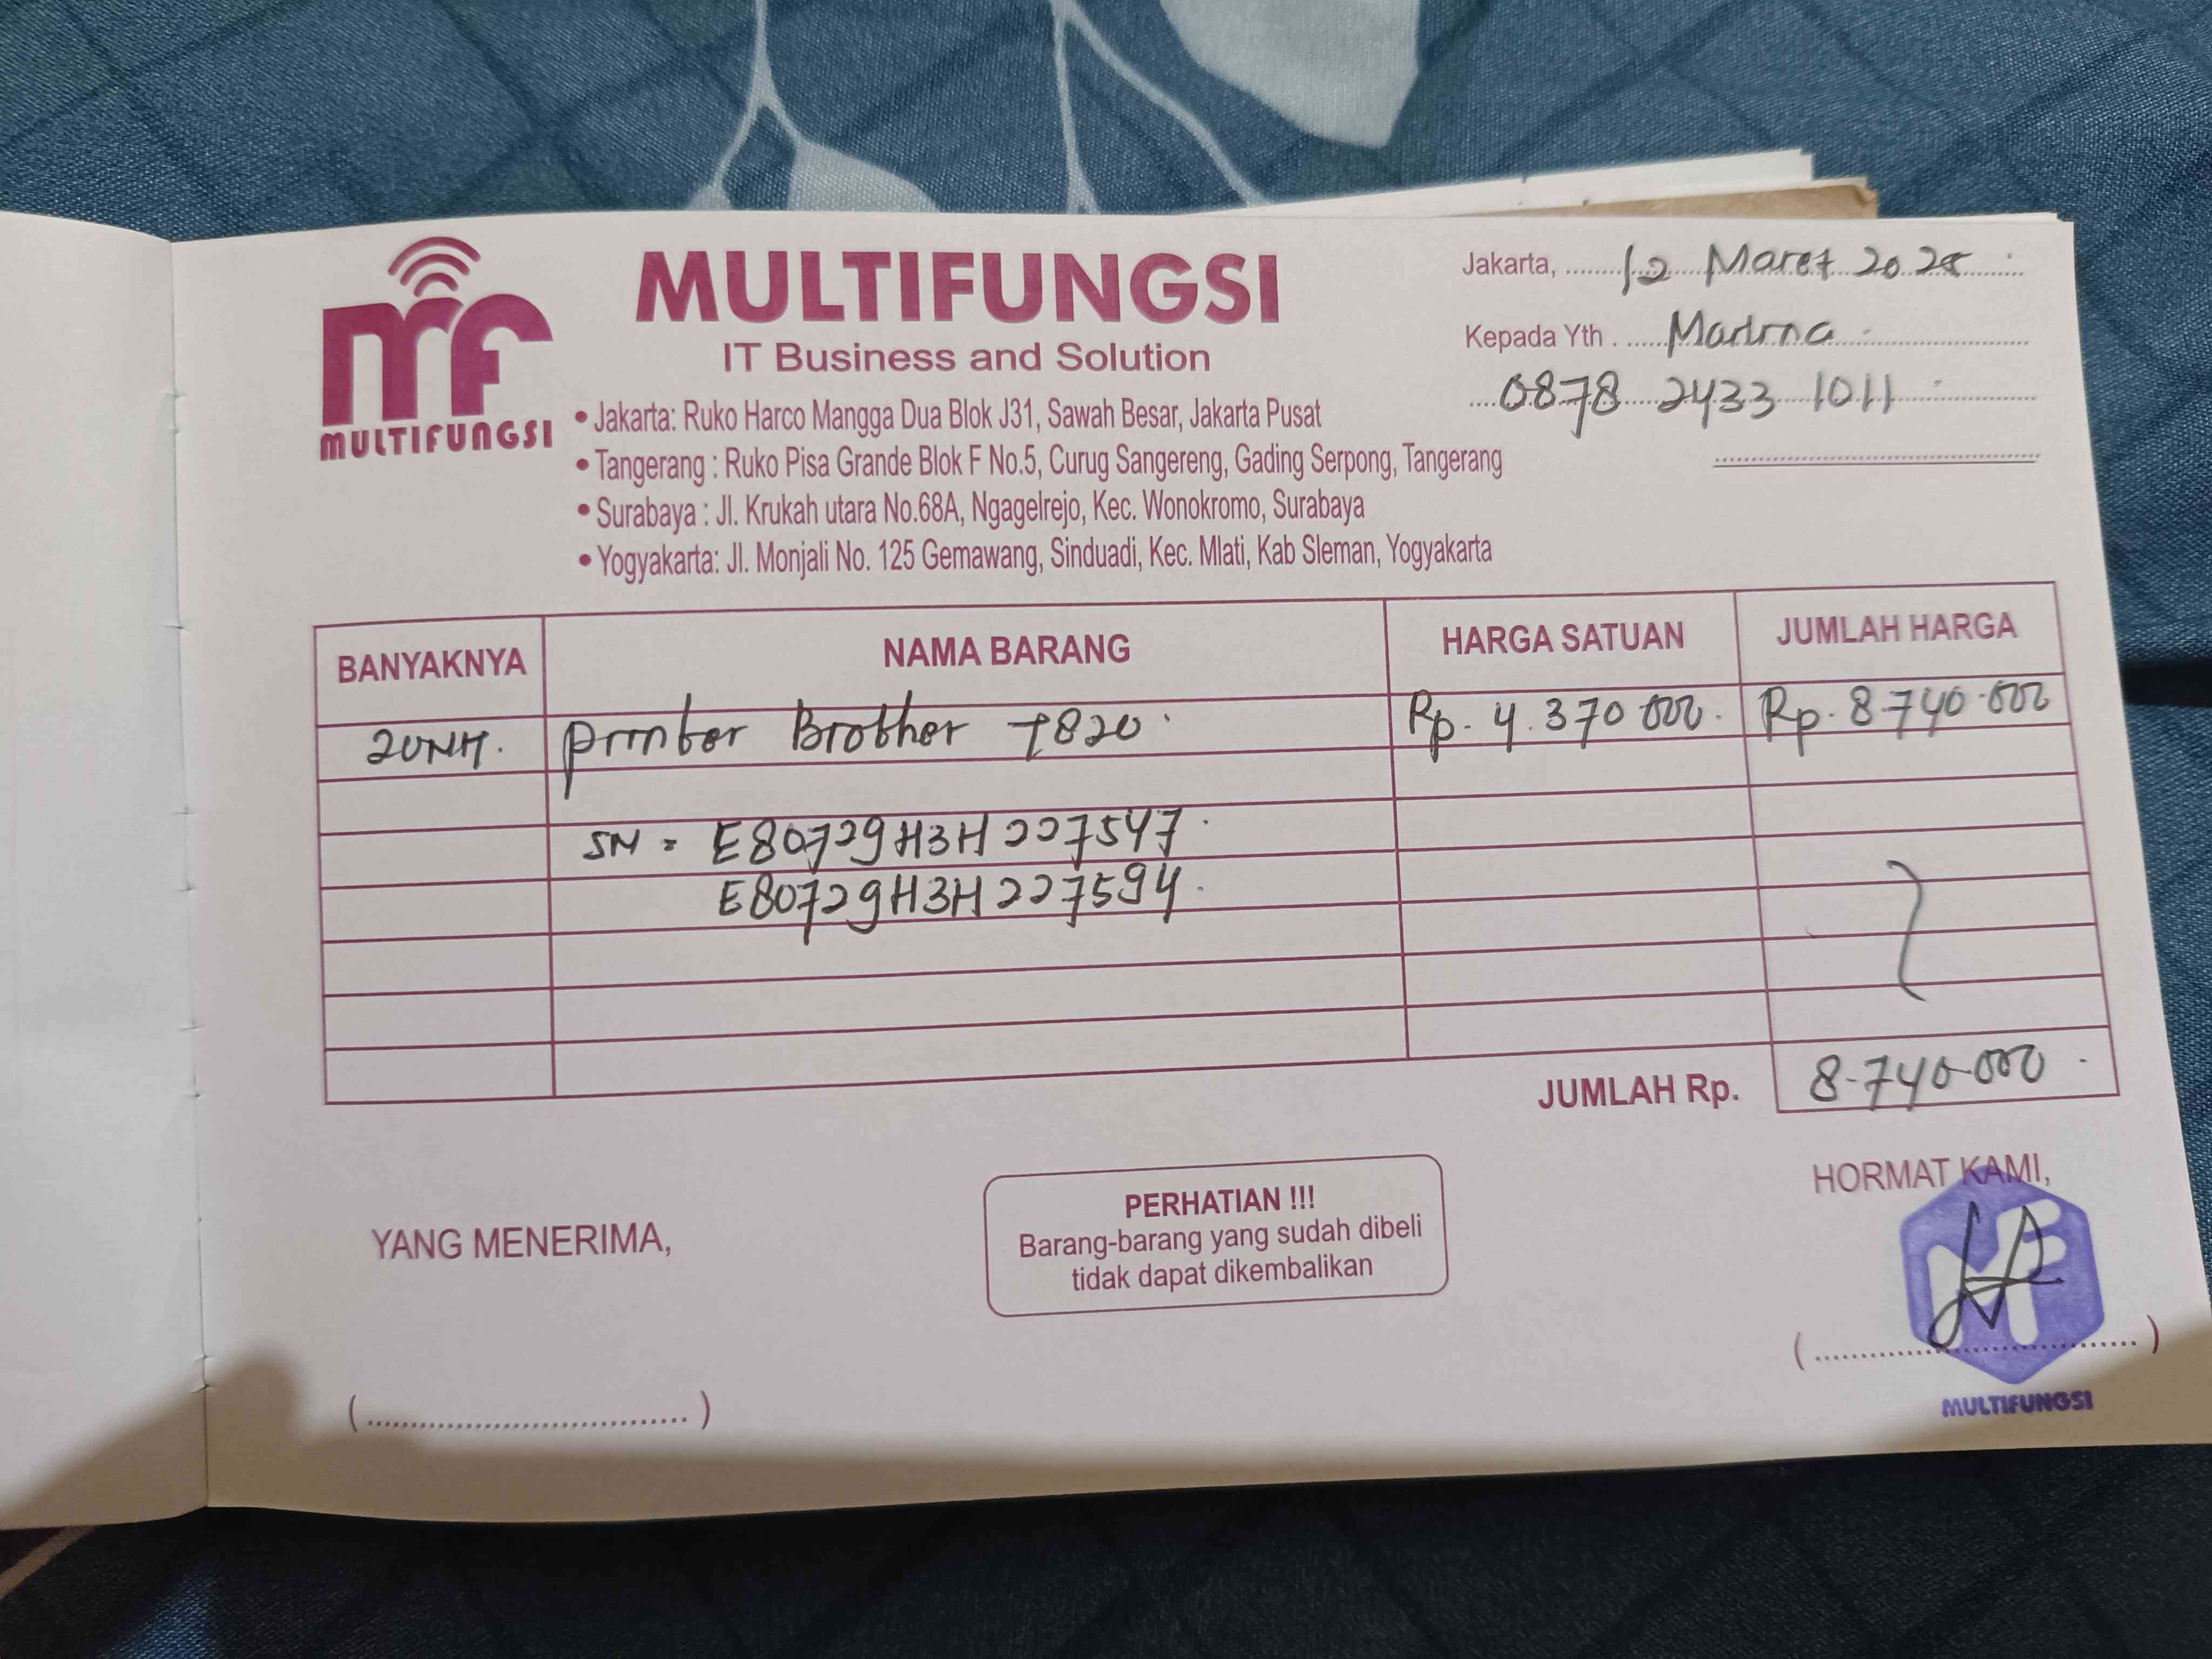 mf
MULTIFUNGSI
MULTIFUNGSI
IT Business and Solution
• Jakarta: Ruko Harco Mangga Dua Blok J31, Sawah Besar, Jakarta Pusat
• Tangerang : Ruko Pisa Grande Blok F No.5, Curug Sangereng, Gading Serpong, Tangerang
• Surabaya : Jl. Krukah utara No.68A, Ngagelrejo, Kec. Wonokromo, Surabaya
• Yogyakarta: Jl. Monjali No. 125 Gemawang, Sinduadi, Kec. Mlati, Kab Sleman, Yogyakarta
Jakarta, 12 Maret
Kepada Yth .
0878 2433 1011
BANYAKNYA NAMA BARANG HARGA SATUAN JUMLAH HARGA
2UNIT. Printer Brother T820 Rp. 4.370.000. Rp. 8.740.000
SN = E80729H3H227547
E80729H3H227594
JUMLAH Rp. 8.740.000
YANG MENERIMA,
PERHATIAN !!!
Barang-barang yang sudah dibeli
tidak dapat dikembalikan
HORMAT KAMI,
MF
MULTIFUNGSI